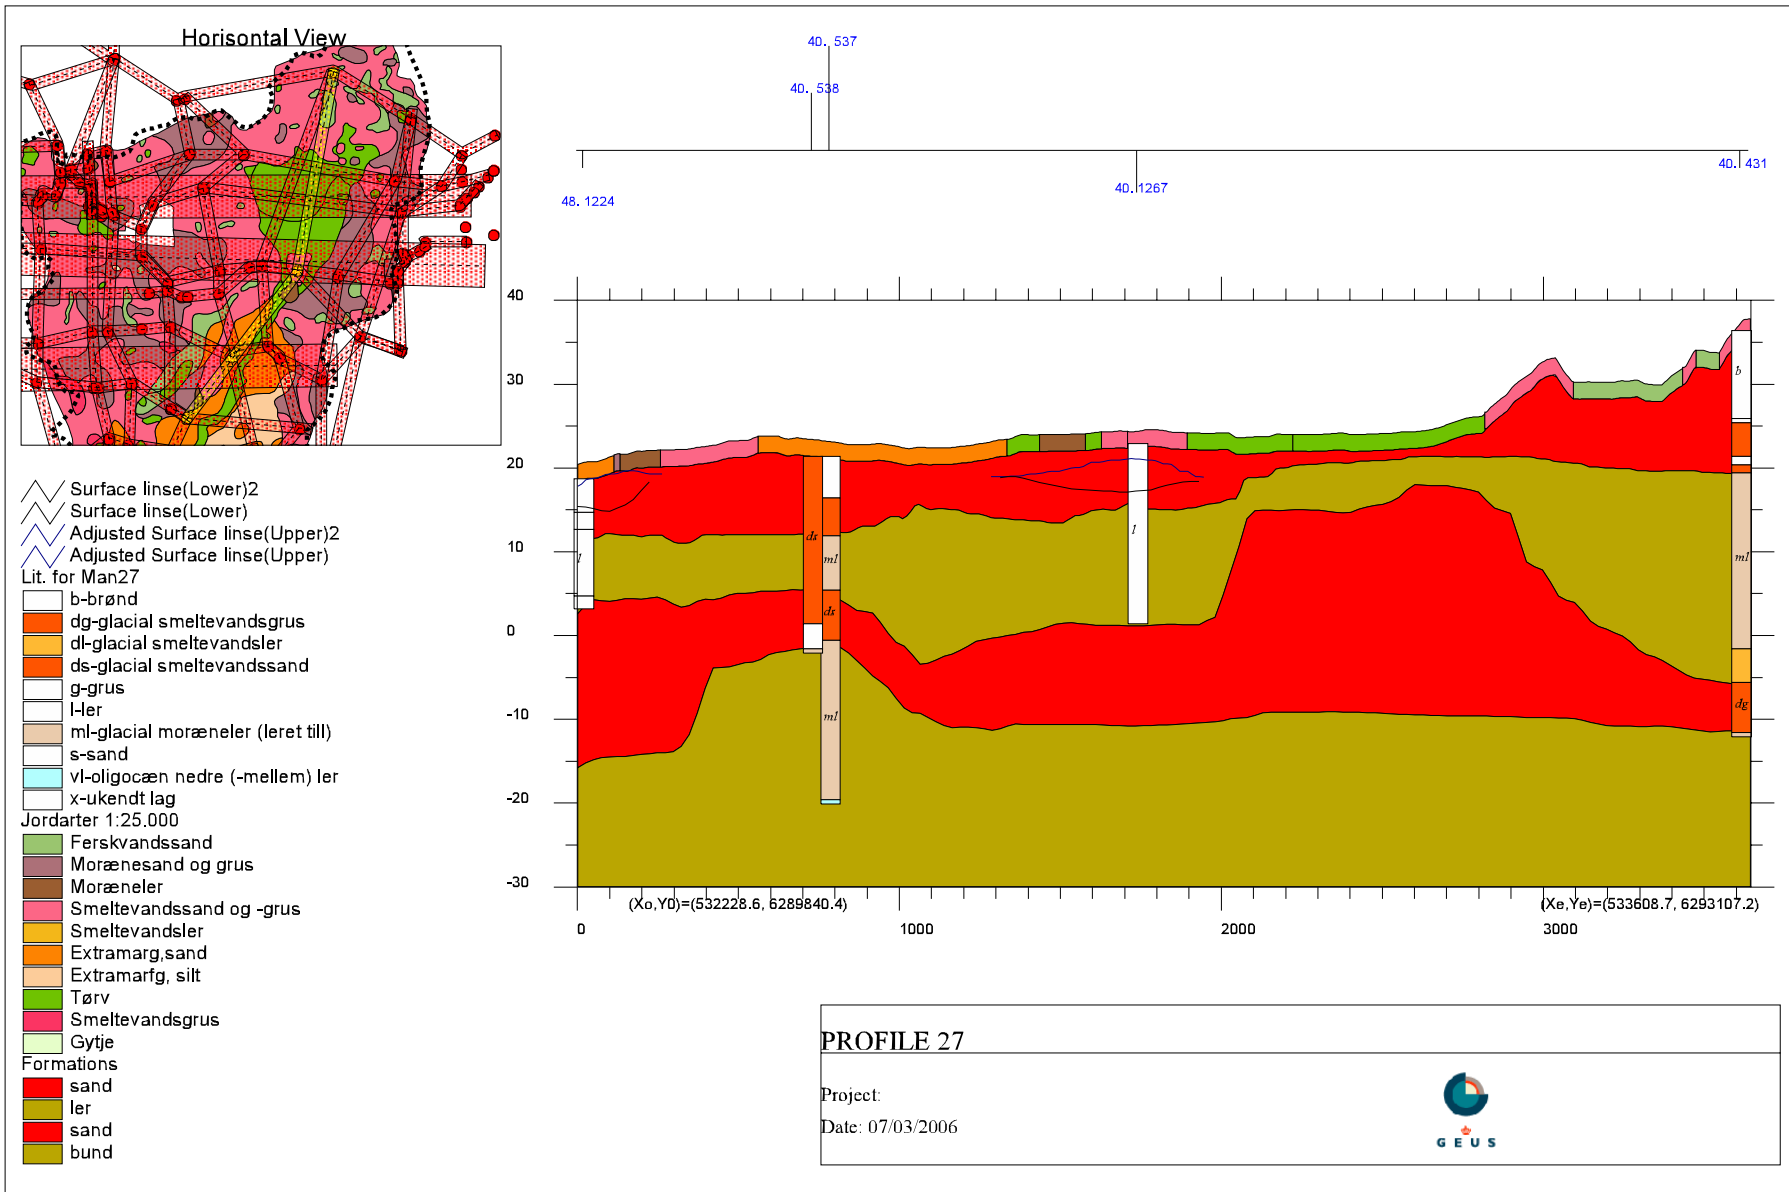 Horisontal View
40. 537
40. 538
40. 431
40. 1267
48. 1224
Surface linse(Lower)2
Surface linse(Lower)
Adjusted Surface linse(Upper)2
Adjusted Surface linse(Upper)
Lit. for Man27
b-brønd
dg-glacial smeltevandsgrus
dl-glacial smeltevandsler
ds-glacial smeltevandssand
g-grus
l-ler
ml-glacial moræneler (leret till)
s-sand
vl-oligocæn nedre (-mellem) ler
x-ukendt lag
Jordarter 1:25.000
Ferskvandssand
Morænesand og grus
Moræneler
Smeltevandssand og -grus
Smeltevandsler
Extramarg,sand
Extramarfg, silt
Tørv
Smeltevandsgrus
Gytje
Formations
sand
ler
sand
bund
40
30
20
10
0
-10
-20
-30
b
l
ds
ml
l
ml
ds
ml
dg
(Xo,Y0)=(532228.6, 6289840.4)
(Xe,Ye)=(533608.7, 6293107.2)
0 1000 2000 3000
PROFILE 27
Project:
Date: 07/03/2006
GEUS